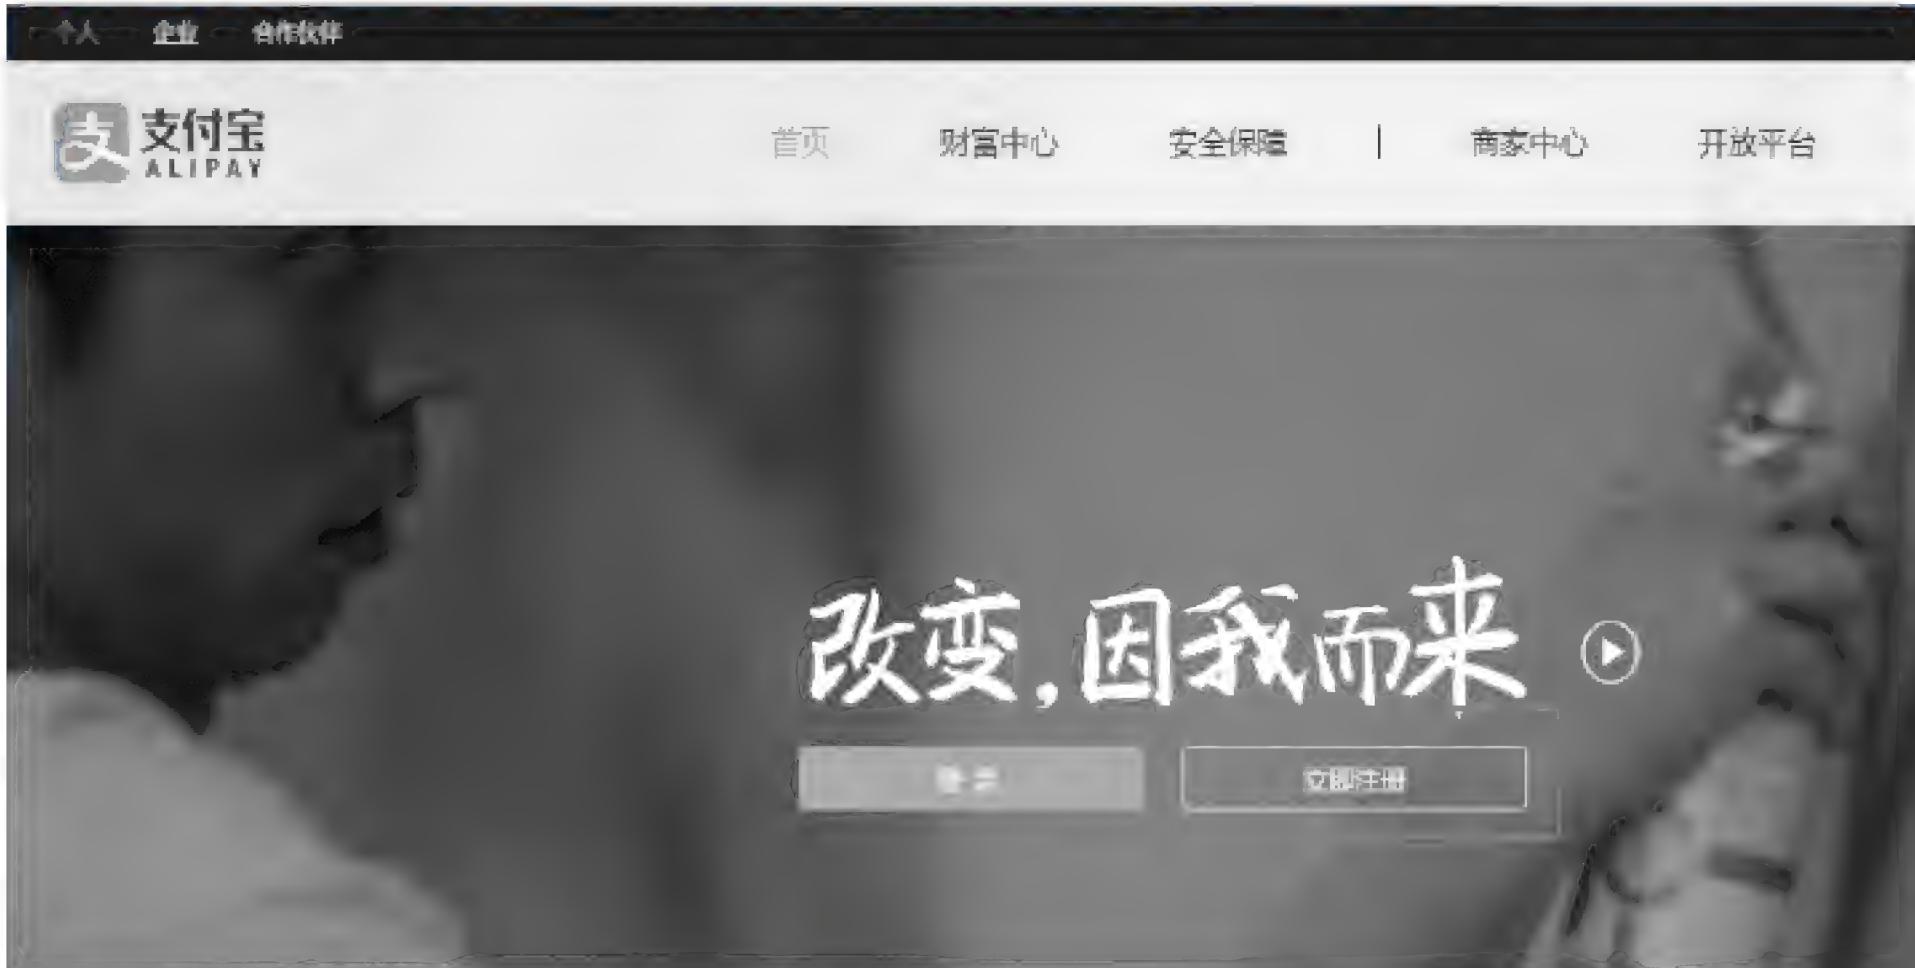 个人 企业 合作伙伴
支付宝
ALIPAY
首页 财富中心 安全保障 | 商家中心 开放平台
改变,因我而来
立即注册